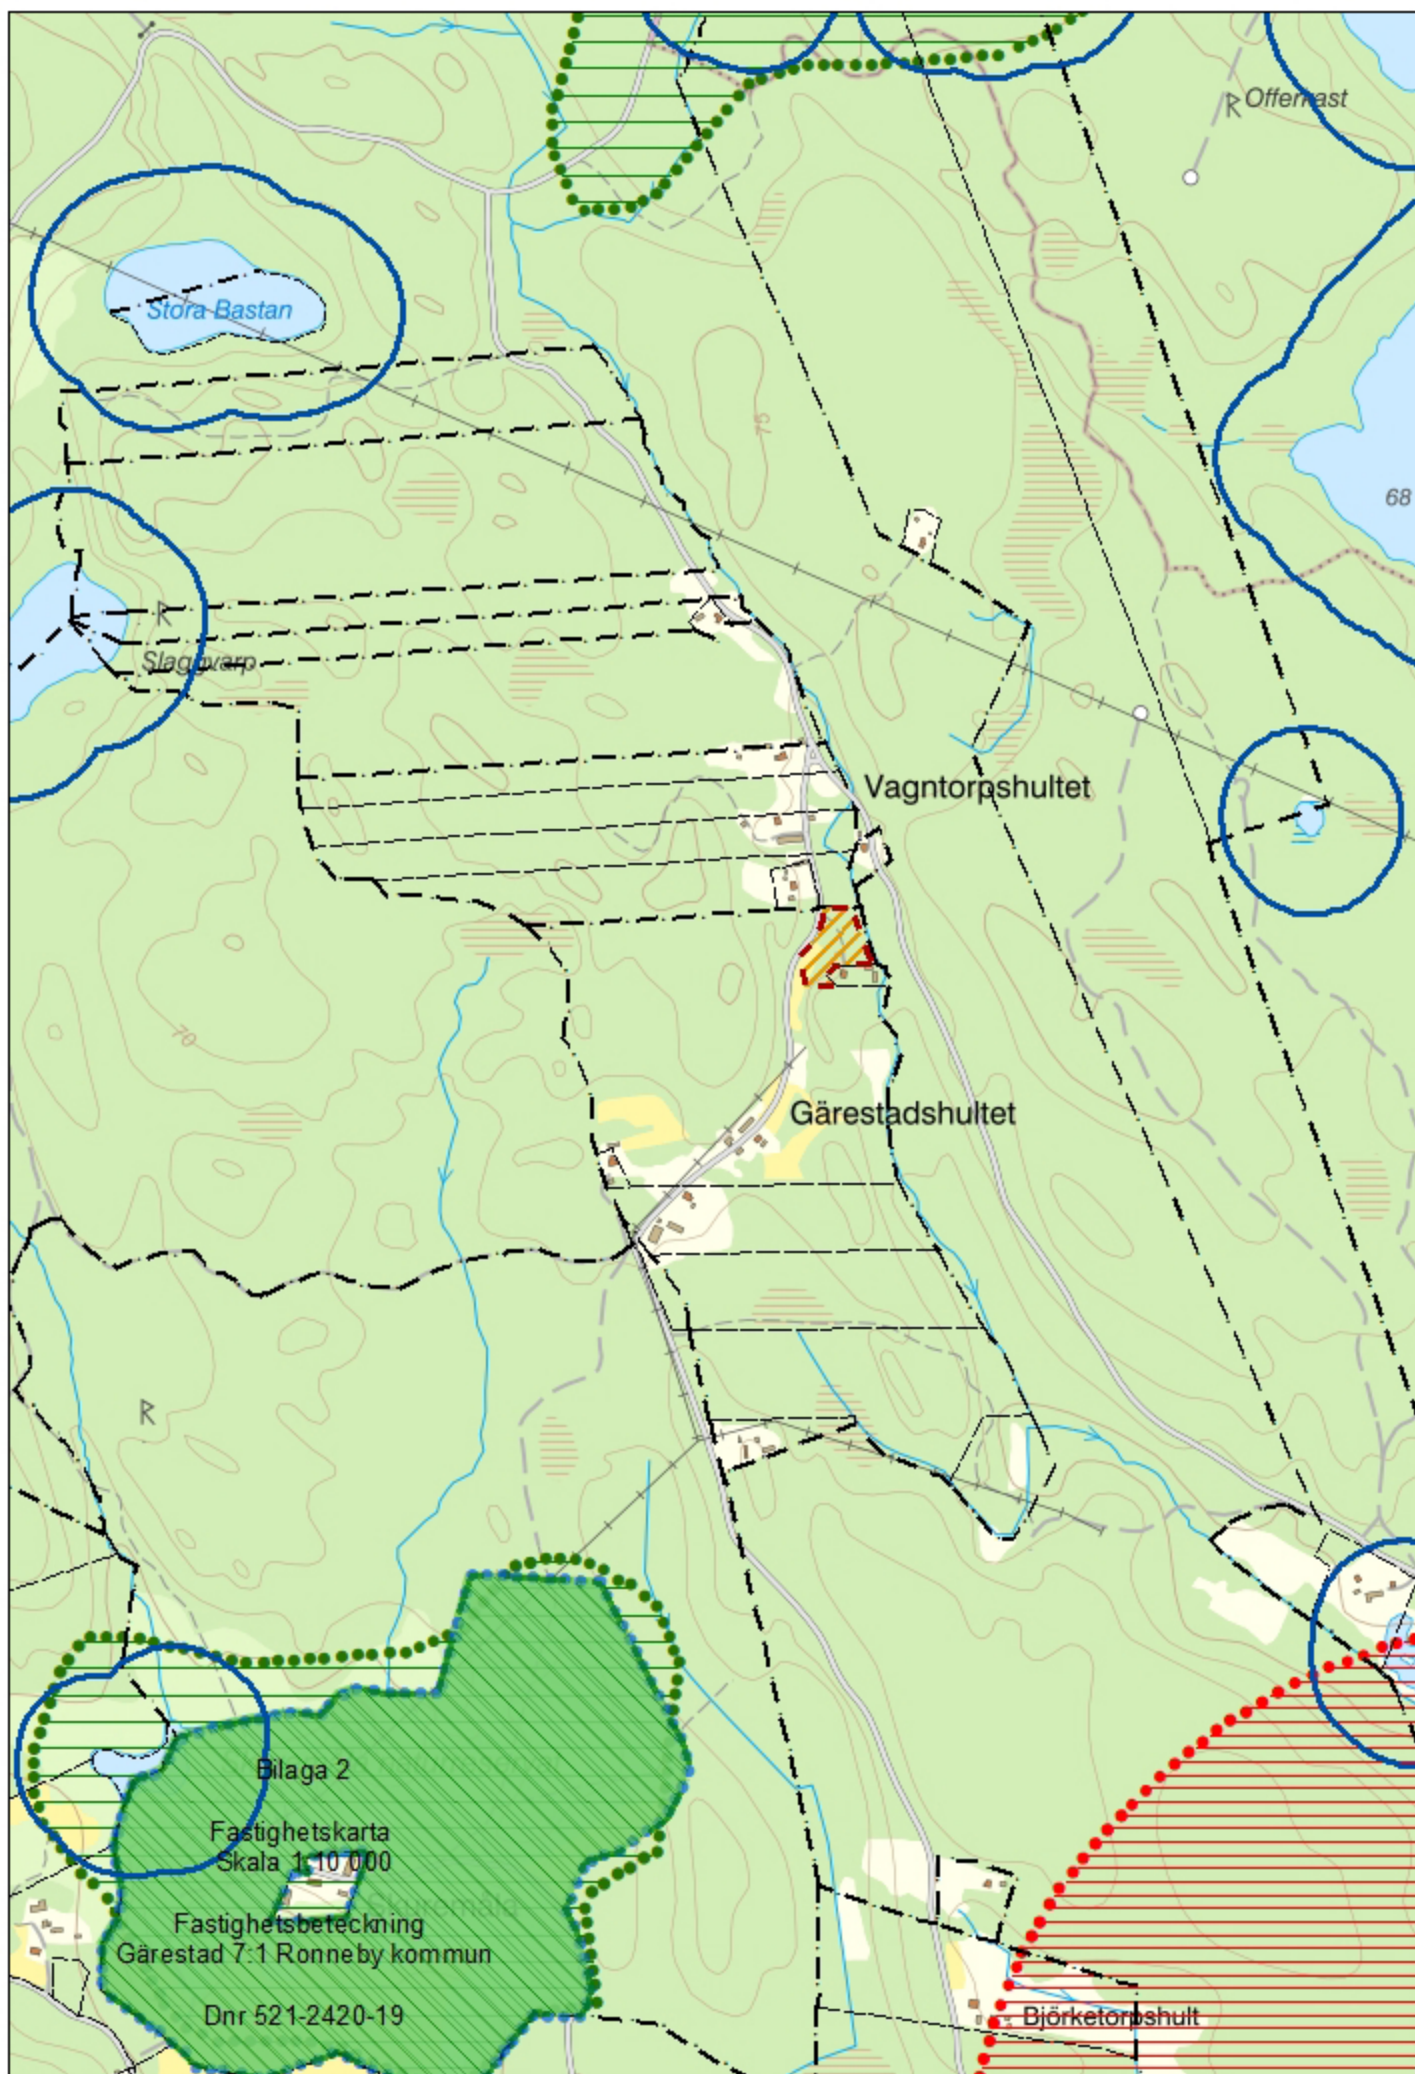 Offerkast
Stora Bastan
75
68
Slaggvarp
Vagntorpshultet
70
Gärestadshultet
Bilaga 2
Fastighetskarta
Skala 1:10 000
Fastighetsbeteckning
Gärestad 7:1 Ronneby kommun
Dnr 521-2420-19
Björketorpshult